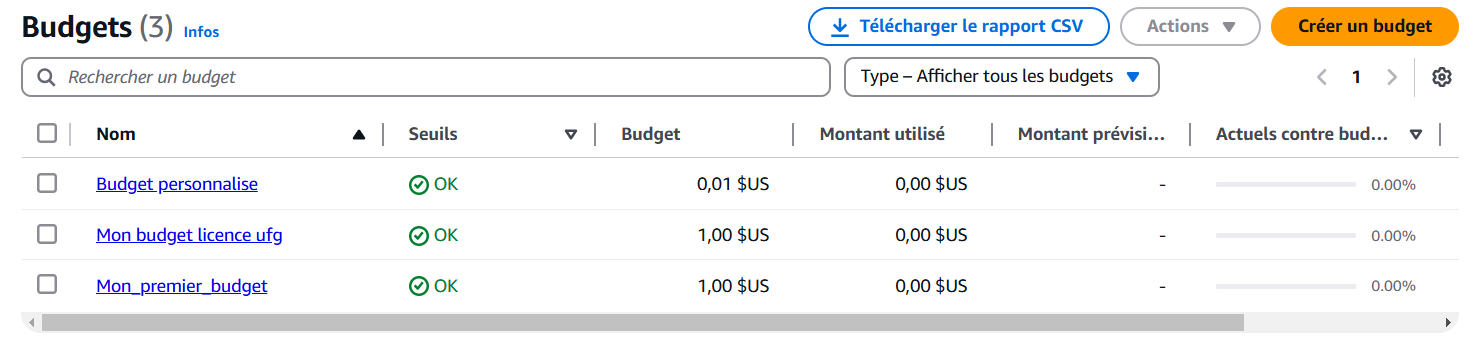 Budgets (3) Infos Télécharger le rapport CSV Actions Créer un budget
Rechercher un budget Type – Afficher tous les budgets 1
Nom Seuils Budget Montant utilisé Montant prévisi... Actuels contre bud...
Budget personnalise OK 0,01 $US 0,00 $US - 0.00%
Mon budget licence ufg OK 1,00 $US 0,00 $US - 0.00%
Mon_premier_budget OK 1,00 $US 0,00 $US - 0.00%